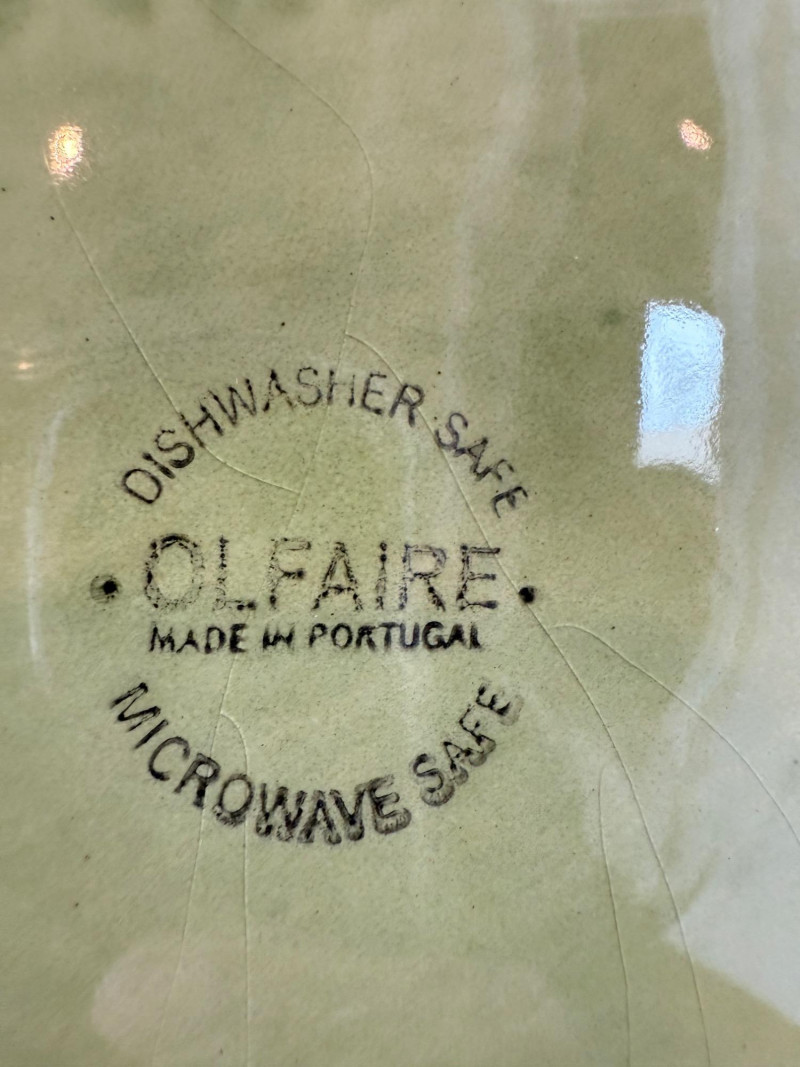 DISHWASHER SAFE
OLFAIRE
MADE IN PORTUGAL
MICROWAVE SAFE